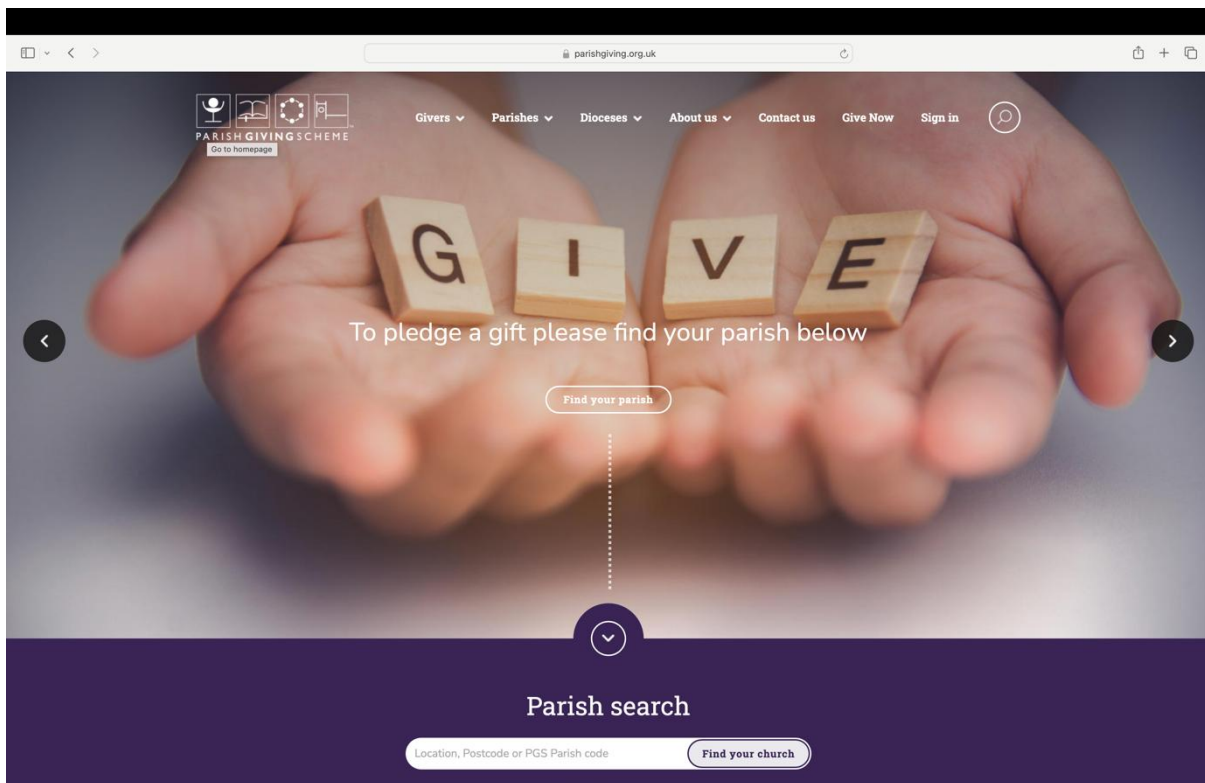 parishgiving.org.uk
PARISH GIVING SCHEME
Go to homepage
Givers Parishes Dioceses About us Contact us Give Now Sign in
G I V E
To pledge a gift please find your parish below
Find your parish
Parish search
Location, Postcode or PGS Parish code Find your church